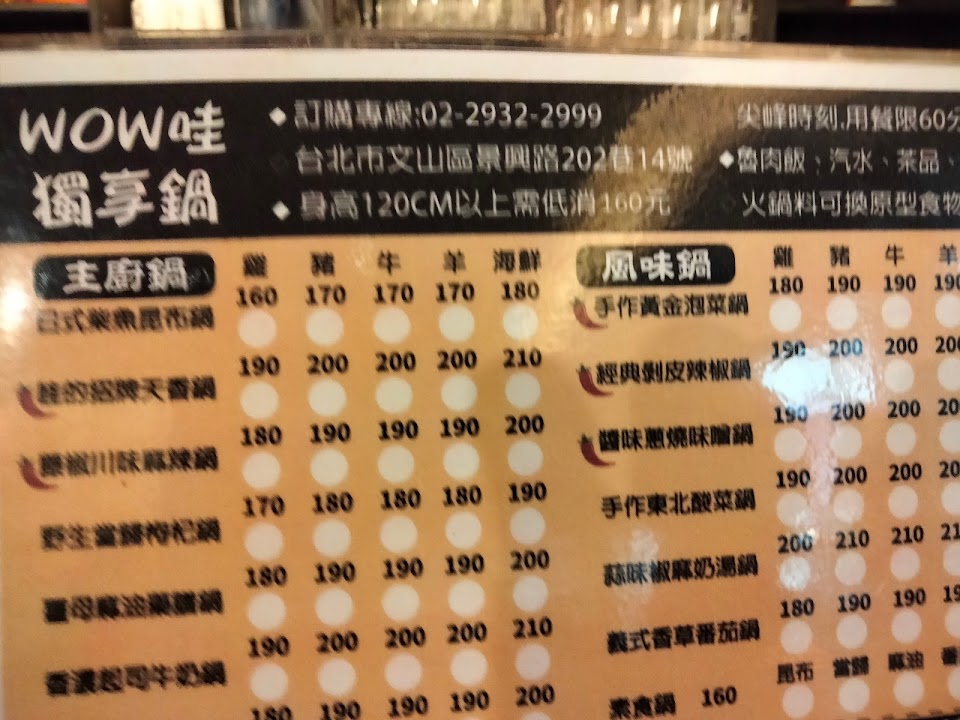 WOW哇
獨享鍋
◆訂購專線:02-2932-2999
台北市文山區景興路202巷14號
◆身高120CM以上需低消160元
尖峰時刻.用餐限60分
◆魯肉飯、汽水、茶品、
火鍋料可換原型食物
主廚鍋 雞 豬 牛 羊 海鮮
日式柴魚昆布鍋 160 170 170 170 180
哇的招牌天香鍋 190 200 200 200 210
藤椒川味麻辣鍋 180 190 190 190 200
野生當歸枸杞鍋 170 180 180 180 190
薑母麻油藥膳鍋 180 190 190 190 200
香濃起司牛奶鍋 190 200 200 200 210
180 190 190 190 200
風味鍋 雞 豬 牛 羊
手作黃金泡菜鍋 180 190 190 190
經典剝皮辣椒鍋 190 200 200 200
醬味蔥燒味噌鍋 190 200 200
手作東北酸菜鍋 190 200 200
蒜味椒麻奶湯鍋 200 210 210
義式香草番茄鍋 180 190 190
昆布 當歸 麻油
素食鍋 160